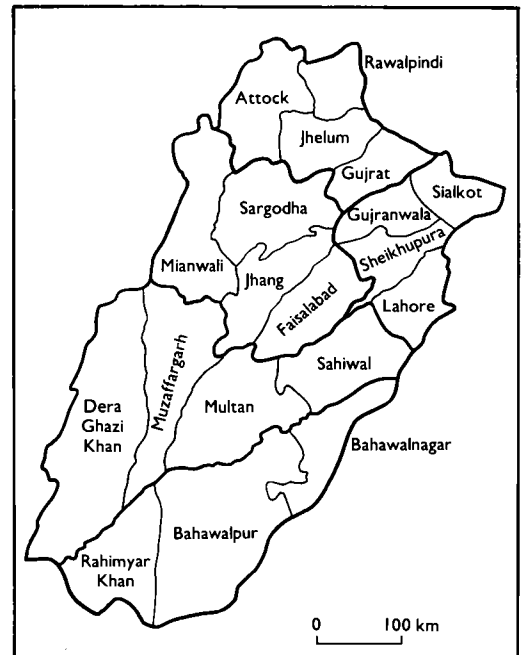 Rawalpindi
Attock
Jhelum
Gujrat
Sialkot
Sargodha
Gujranwala
Sheikhupura
Mianwali
Jhang
Faisalabad
Lahore
Muzaffargarh
Sahiwal
Dera
Ghazi
Khan
Multan
Bahawalnagar
Bahawalpur
Rahimyar
Khan
0 100 km